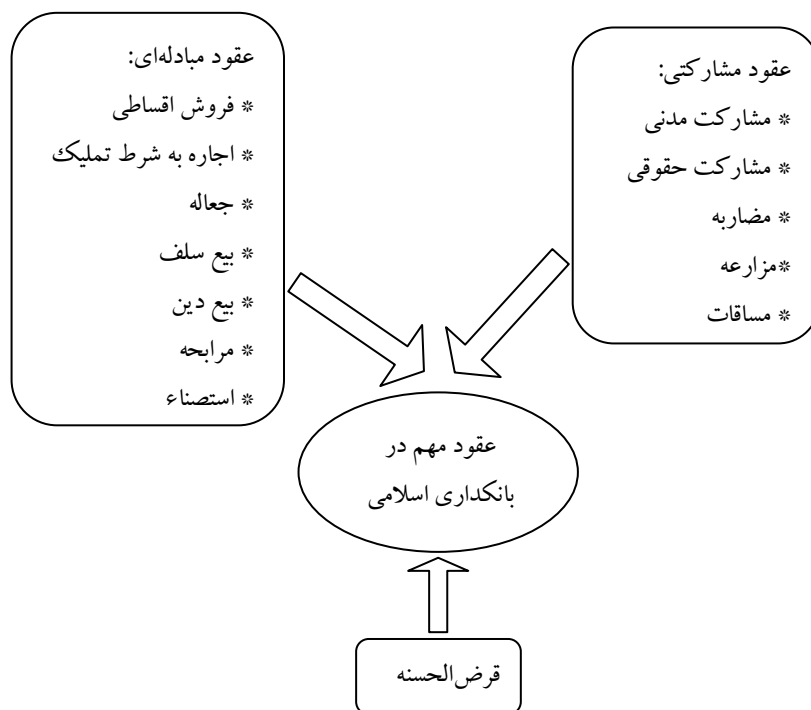 عقود مشارکتی:
* مشارکت مدنی
* مشارکت حقوقی
* مضاربه
*مزارعه
* مساقات
عقود مبادله‌ای:
* فروش اقساطی
* اجاره به شرط تملیک
* جعاله
* بیع سلف
* بیع دین
* مرابحه
* استصناع
عقود مهم در
بانکداری اسلامی
قرض‌الحسنه